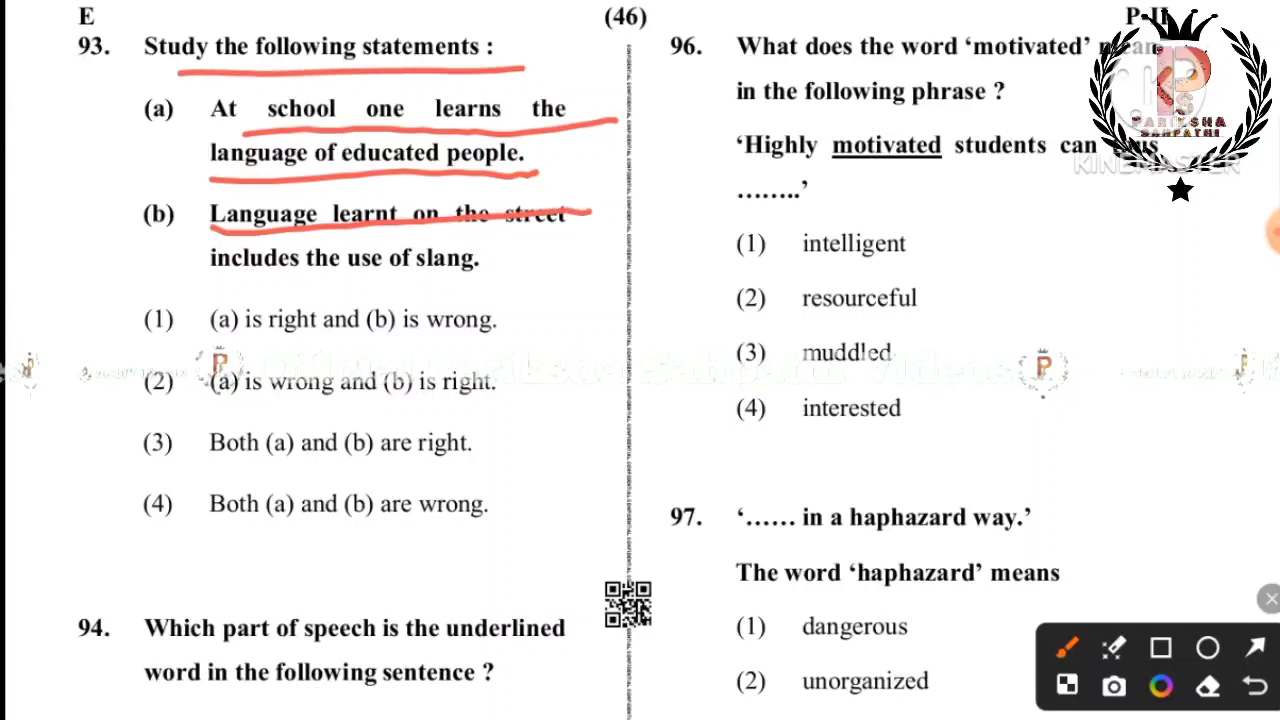 E
(46)
P-II
93. Study the following statements :
(a) At school one learns the
language of educated people.
(b) Language learnt on the street
includes the use of slang.
(1) (a) is right and (b) is wrong.
(2) (a) is wrong and (b) is right.
(3) Both (a) and (b) are right.
(4) Both (a) and (b) are wrong.
94. Which part of speech is the underlined
word in the following sentence ?
96. What does the word ‘motivated’ mean
in the following phrase ?
‘Highly motivated students can
……..’
(1) intelligent
(2) resourceful
(3) muddled
(4) interested
97. ‘…… in a haphazard way.’
The word ‘haphazard’ means
(1) dangerous
(2) unorganized
PARIKSHA
SAHPATHI
KINEMASTER